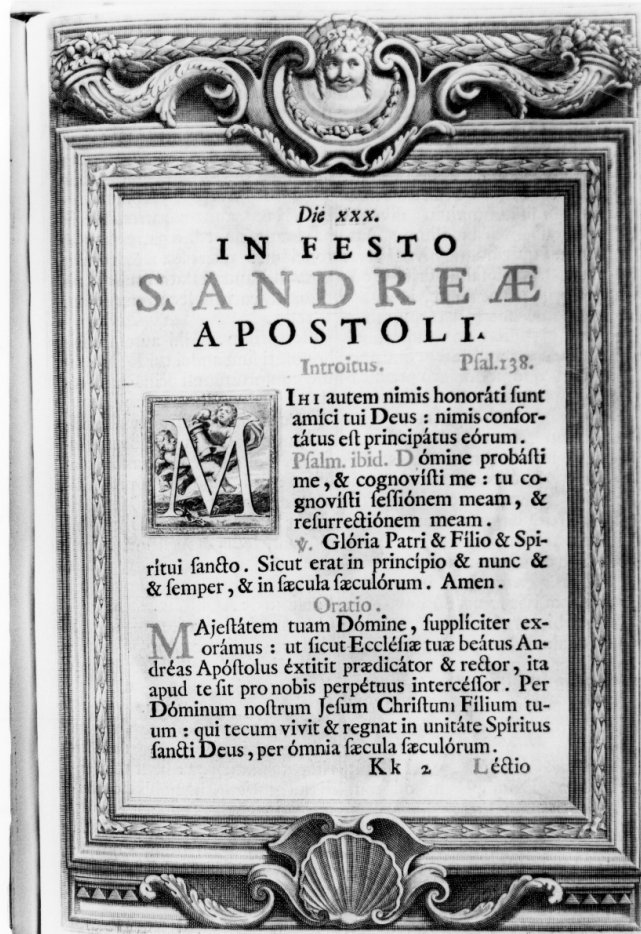 Die xxx.
IN FESTO
S. ANDREÆ
APOSTOLI.
Introitus. Psal.138.
MIHI autem nimis honoráti sunt
amíci tui Deus : nimis confor-
tátus est principátus eórum.
Psalm. ibid. Dómine probásti
me, & cognovísti me : tu co-
gnovísti sessiónem meam, &
resurrectiónem meam.
℣. Glória Patri & Fílio & Spi-
rítui sancto. Sicut erat in princípio & nunc &
& semper, & in sæcula sæculórum. Amen.
Oratio.
MAjestátem tuam Dómine, supplíciter ex-
orámus : ut sicut Ecclésiæ tuæ beátus An-
dréas Apóstolus éxtitit prædicátor & rector, ita
apud te sit pro nobis perpétuus intercéssor. Per
Dóminum nostrum Jesum Christum Fílium tu-
um : qui tecum vivit & regnat in unitáte Spíritus
sancti Deus, per ómnia sæcula sæculórum.
Kk 2 Léctio